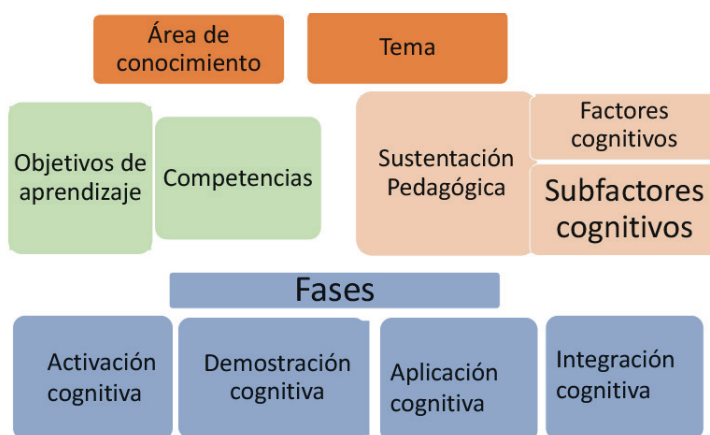 Área de
conocimiento
Tema
Objetivos de
aprendizaje
Competencias
Sustentación
Pedagógica
Factores
cognitivos
Subfactores
cognitivos
Fases
Activación
cognitiva
Demostración
cognitiva
Aplicación
cognitiva
Integración
cognitiva